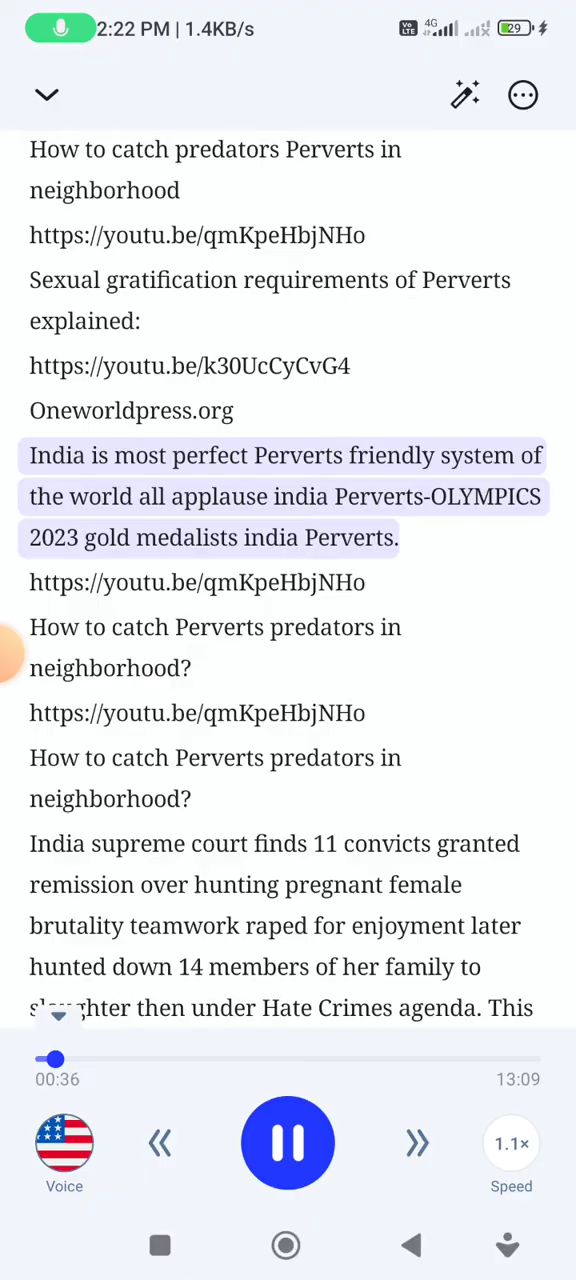 2:22 PM | 1.4KB/s
Vo LTE
4G
29
How to catch predators Perverts in
neighborhood
https://youtu.be/qmKpeHbjNHo
Sexual gratification requirements of Perverts
explained:
https://youtu.be/k30UcCyCvG4
Oneworldpress.org
India is most perfect Perverts friendly system of
the world all applause india Perverts-OLYMPICS
2023 gold medalists india Perverts.
https://youtu.be/qmKpeHbjNHo
How to catch Perverts predators in
neighborhood?
https://youtu.be/qmKpeHbjNHo
How to catch Perverts predators in
neighborhood?
India supreme court finds 11 convicts granted
remission over hunting pregnant female
brutality teamwork raped for enjoyment later
hunted down 14 members of her family to
slaughter then under Hate Crimes agenda. This
00:36
13:09
1.1×
Voice
Speed